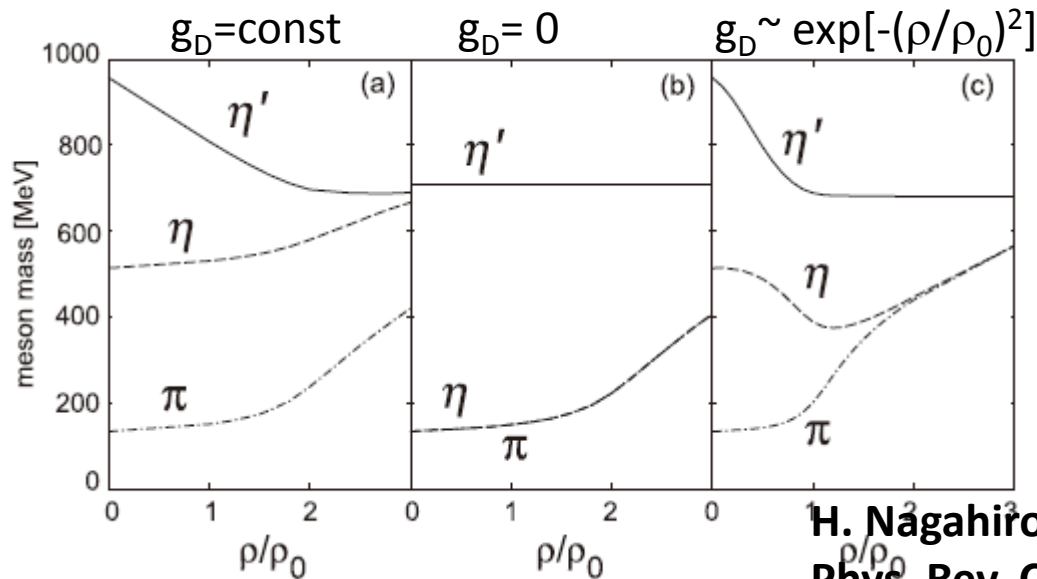 g_D=const
g_D= 0
g_D~ exp[-(ρ/ρ_0)^2]
1000
800
600
400
200
0
meson mass [MeV]
(a)
η′
η
π
(b)
η′
η
π
(c)
η′
η
π
0 1 2
0 1 2
0 1 2 3
ρ/ρ_0
ρ/ρ_0
ρ/ρ_0
H. Nagahiro
Phys. Rev. C